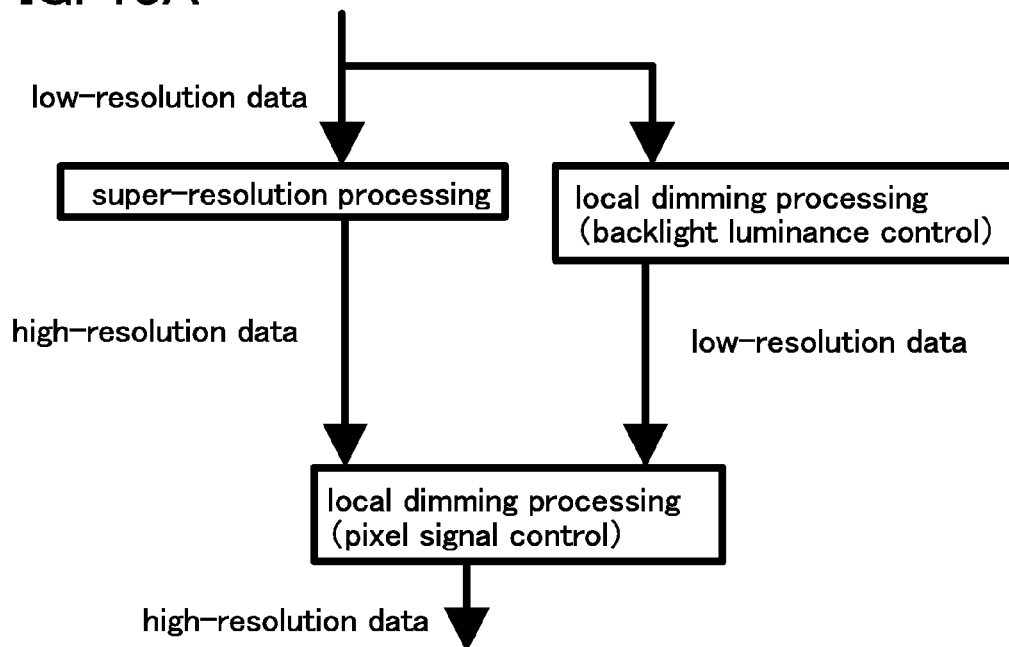 low-resolution data
super-resolution processing
local dimming processing
(backlight luminance control)
high-resolution data
low-resolution data
local dimming processing
(pixel signal control)
high-resolution data